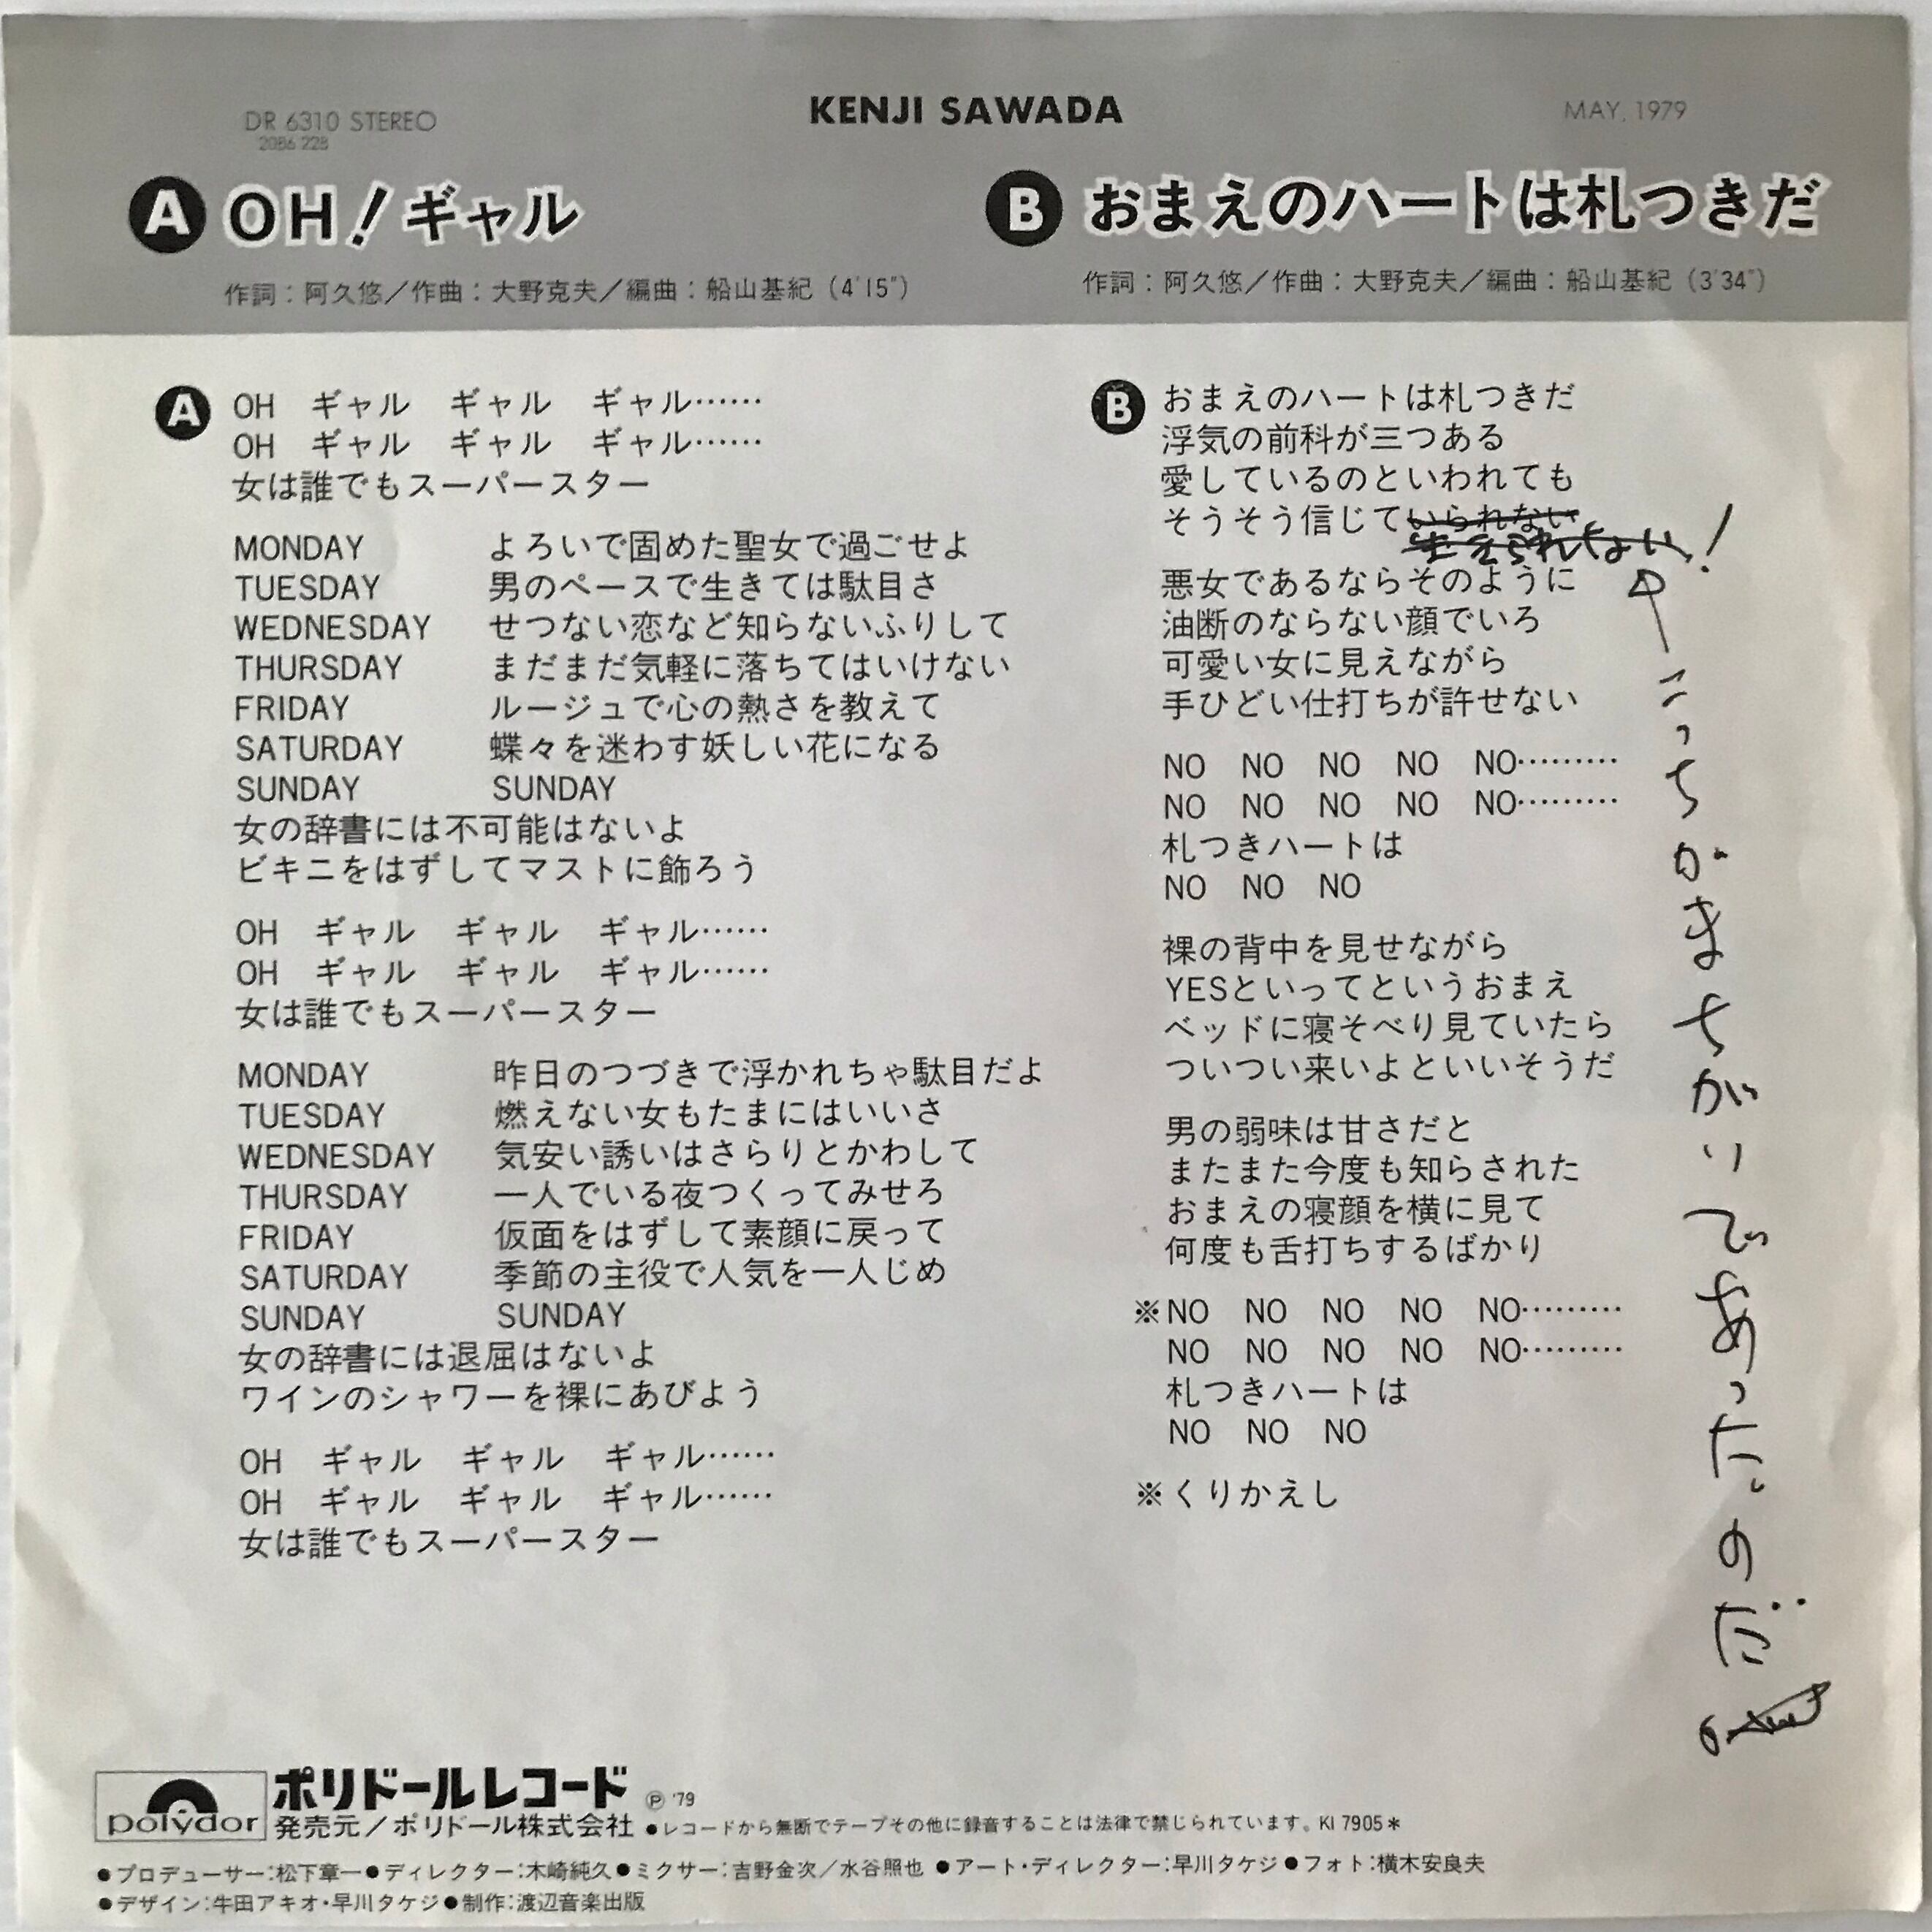 KENJI SAWADA
DR 6310 STEREO
2086 228
MAY, 1979
A OH!ギャル
作詞：阿久悠／作曲：大野克夫／編曲：船山基紀（4′15″）
B おまえのハートは札つきだ
作詞：阿久悠／作曲：大野克夫／編曲：船山基紀（3′34″）
A OH ギャル ギャル ギャル……
OH ギャル ギャル ギャル……
女は誰でもスーパースター
MONDAY よろいで固めた聖女で過ごせよ
TUESDAY 男のペースで生きては駄目さ
WEDNESDAY せつない恋など知らないふりして
THURSDAY まだまだ気軽に落ちてはいけない
FRIDAY ルージュで心の熱さを教えて
SATURDAY 蝶々を迷わす妖しい花になる
SUNDAY SUNDAY
女の辞書には不可能はないよ
ビキニをはずしてマストに飾ろう
OH ギャル ギャル ギャル……
OH ギャル ギャル ギャル……
女は誰でもスーパースター
MONDAY 昨日のつづきで浮かれちゃ駄目だよ
TUESDAY 燃えない女もたまにはいいさ
WEDNESDAY 気安い誘いはさらりとかわして
THURSDAY 一人でいる夜つくってみせろ
FRIDAY 仮面をはずして素顔に戻って
SATURDAY 季節の主役で人気を一人じめ
SUNDAY SUNDAY
女の辞書には退屈はないよ
ワインのシャワーを裸にあびよう
OH ギャル ギャル ギャル……
OH ギャル ギャル ギャル……
女は誰でもスーパースター
B おまえのハートは札つきだ
浮気の前科が三つある
愛しているのといわれても
そうそう信じていられない
！
悪女であるならそのように
油断のならない顔でいろ
可愛い女に見えながら
手ひどい仕打ちが許せない
NO NO NO NO NO………
NO NO NO NO NO………
札つきハートは
NO NO NO
裸の背中を見せながら
YESといってというおまえ
ベッドに寝そべり見ていたら
ついつい来いよといいそうだ
男の弱味は甘さだと
またまた今度も知らされた
おまえの寝顔を横に見て
何度も舌打ちするばかり
※NO NO NO NO NO………
NO NO NO NO NO………
札つきハートは
NO NO NO
※くりかえし
こっちがまちがいであった。のだ
polydor
ポリドールレコード Ⓟ '79
発売元／ポリドール株式会社 ●レコードから無断でテープその他に録音することは法律で禁じられています。KI 7905＊
●プロデューサー:松下章一●ディレクター:木崎純久●ミクサー:吉野金次／水谷照也 ●アート・ディレクター:早川タケジ●フォト:横木安良夫
●デザイン:牛田アキオ・早川タケジ●制作:渡辺音楽出版